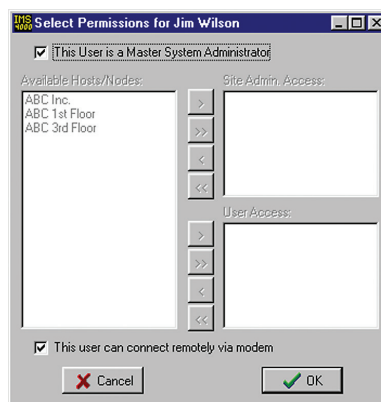 IMS 4000 Select Permissions for Jim Wilson
This User is a Master System Administrator
Available Hosts/Nodes:
Site Admin. Access:
ABC Inc.
ABC 1st Floor
ABC 3rd Floor
>
>>
<
<<
User Access:
>
>>
<
<<
This user can connect remotely via modem
Cancel
OK